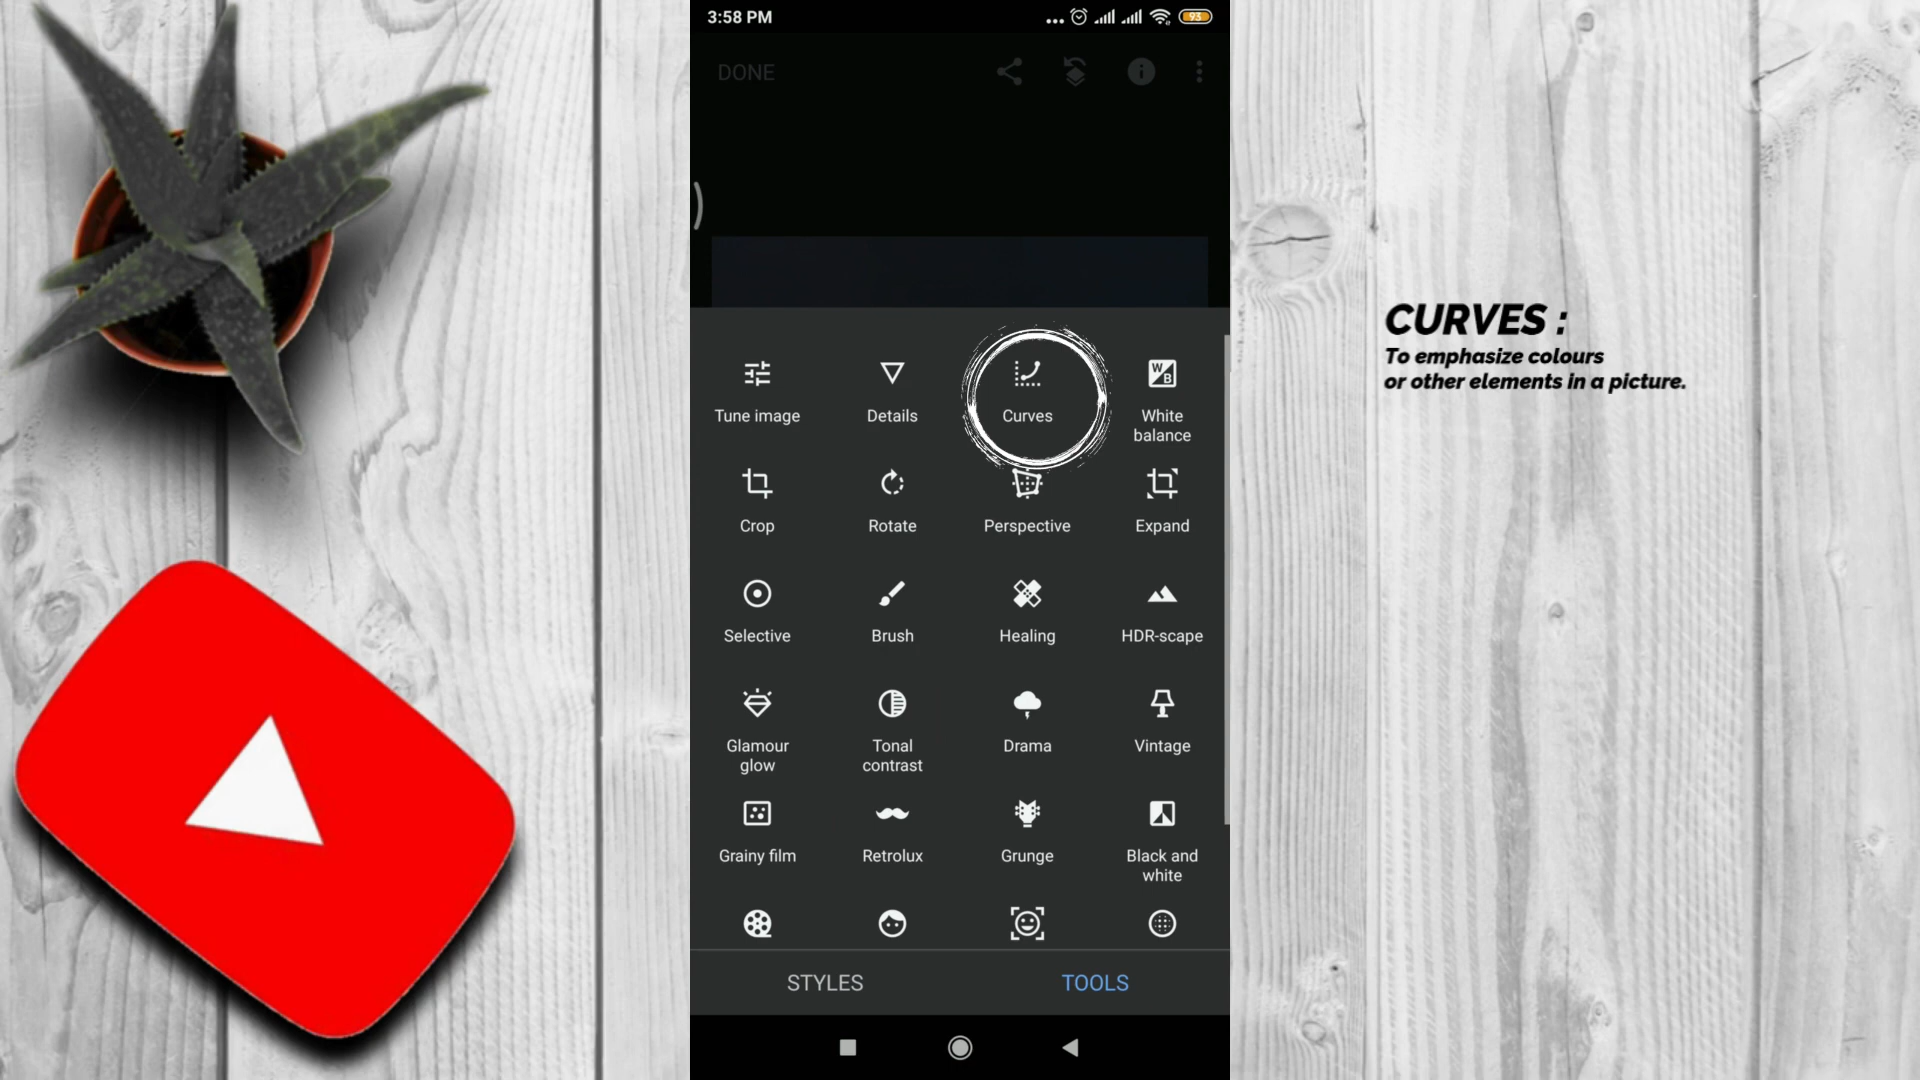 3:58 PM
93
DONE
Tune image
Details
Curves
White
balance
Crop
Rotate
Perspective
Expand
Selective
Brush
Healing
HDR-scape
Glamour
glow
Tonal
contrast
Drama
Vintage
Grainy film
Retrolux
Grunge
Black and
white
STYLES
TOOLS
CURVES :
To emphasize colours
or other elements in a picture.